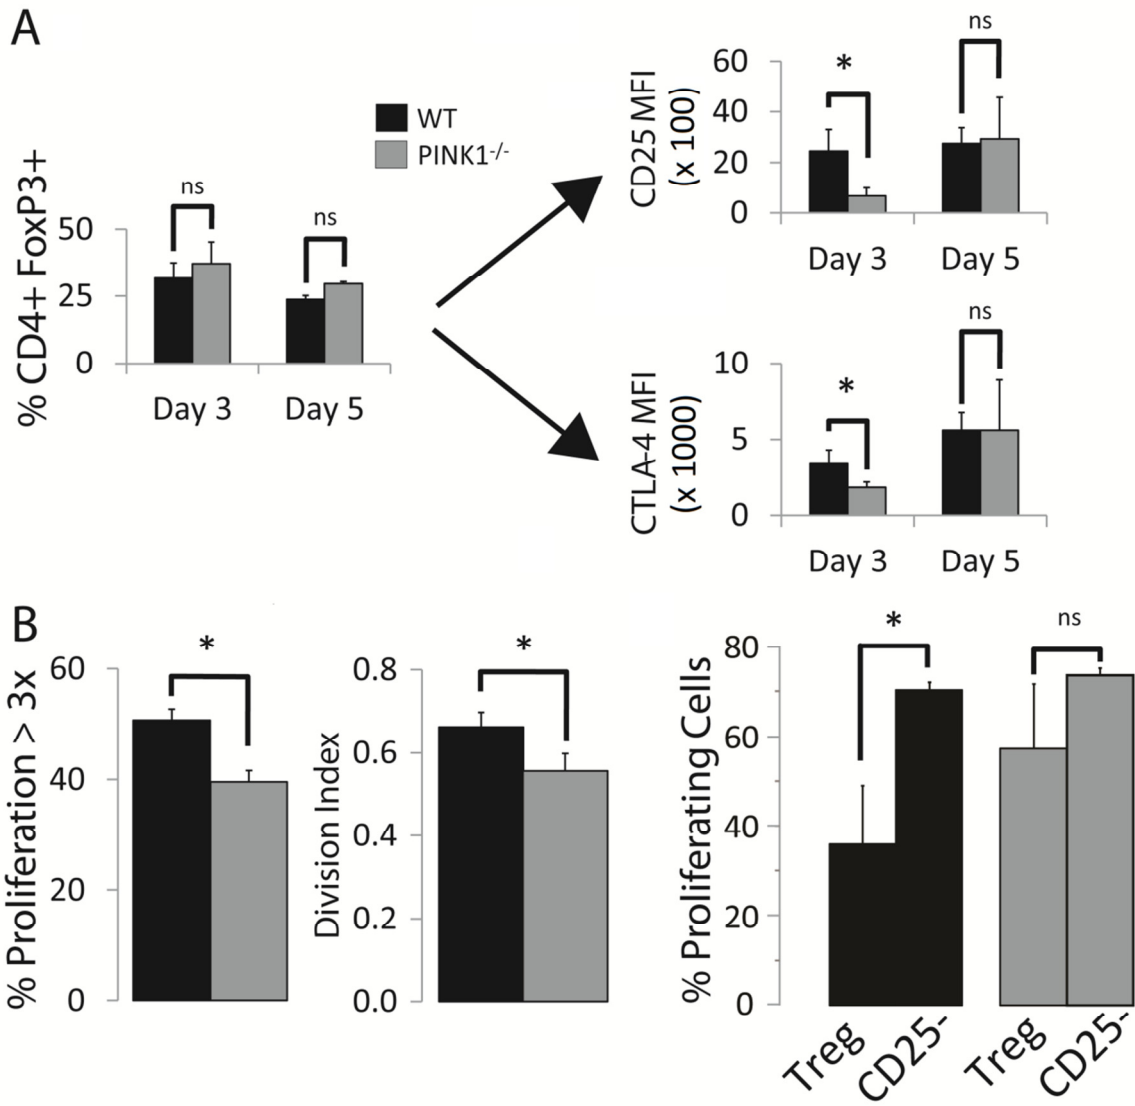 A
WT
PINK1-/-
% CD4+ FoxP3+
50
25
0
ns
ns
Day 3
Day 5
CD25 MFI
(x 100)
60
40
20
0
*
ns
Day 3
Day 5
CTLA-4 MFI
(x 1000)
10
5
0
*
ns
Day 3
Day 5
B
% Proliferation > 3x
60
40
20
0
*
Division Index
0.8
0.6
0.4
0.2
0.0
*
% Proliferating Cells
80
60
40
20
0
*
ns
Treg
CD25-
Treg
CD25-